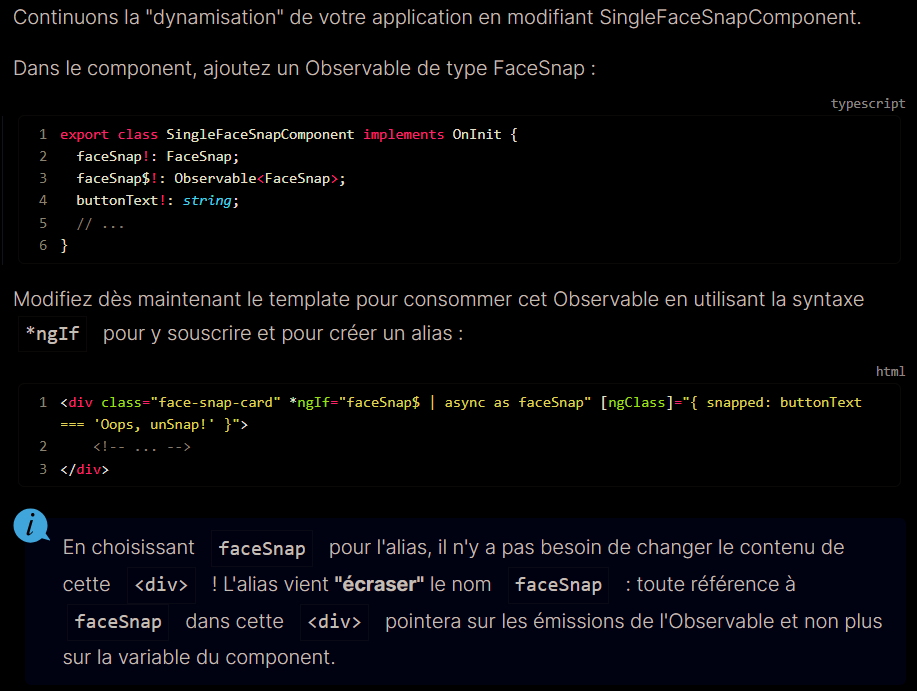 Continuons la "dynamisation" de votre application en modifiant SingleFaceSnapComponent.
Dans le component, ajoutez un Observable de type FaceSnap :
typescript
1 export class SingleFaceSnapComponent implements OnInit {
2   faceSnap!: FaceSnap;
3   faceSnap$!: Observable<FaceSnap>;
4   buttonText!: string;
5   // ...
6 }
Modifiez dès maintenant le template pour consommer cet Observable en utilisant la syntaxe
*ngIf pour y souscrire et pour créer un alias :
html
1 <div class="face-snap-card" *ngIf="faceSnap$ | async as faceSnap" [ngClass]="{ snapped: buttonText
=== 'Oops, unSnap!' }">
2     <!-- ... -->
3 </div>
i
En choisissant faceSnap pour l'alias, il n'y a pas besoin de changer le contenu de
cette <div> ! L'alias vient "écraser" le nom faceSnap : toute référence à
faceSnap dans cette <div> pointera sur les émissions de l'Observable et non plus
sur la variable du component.